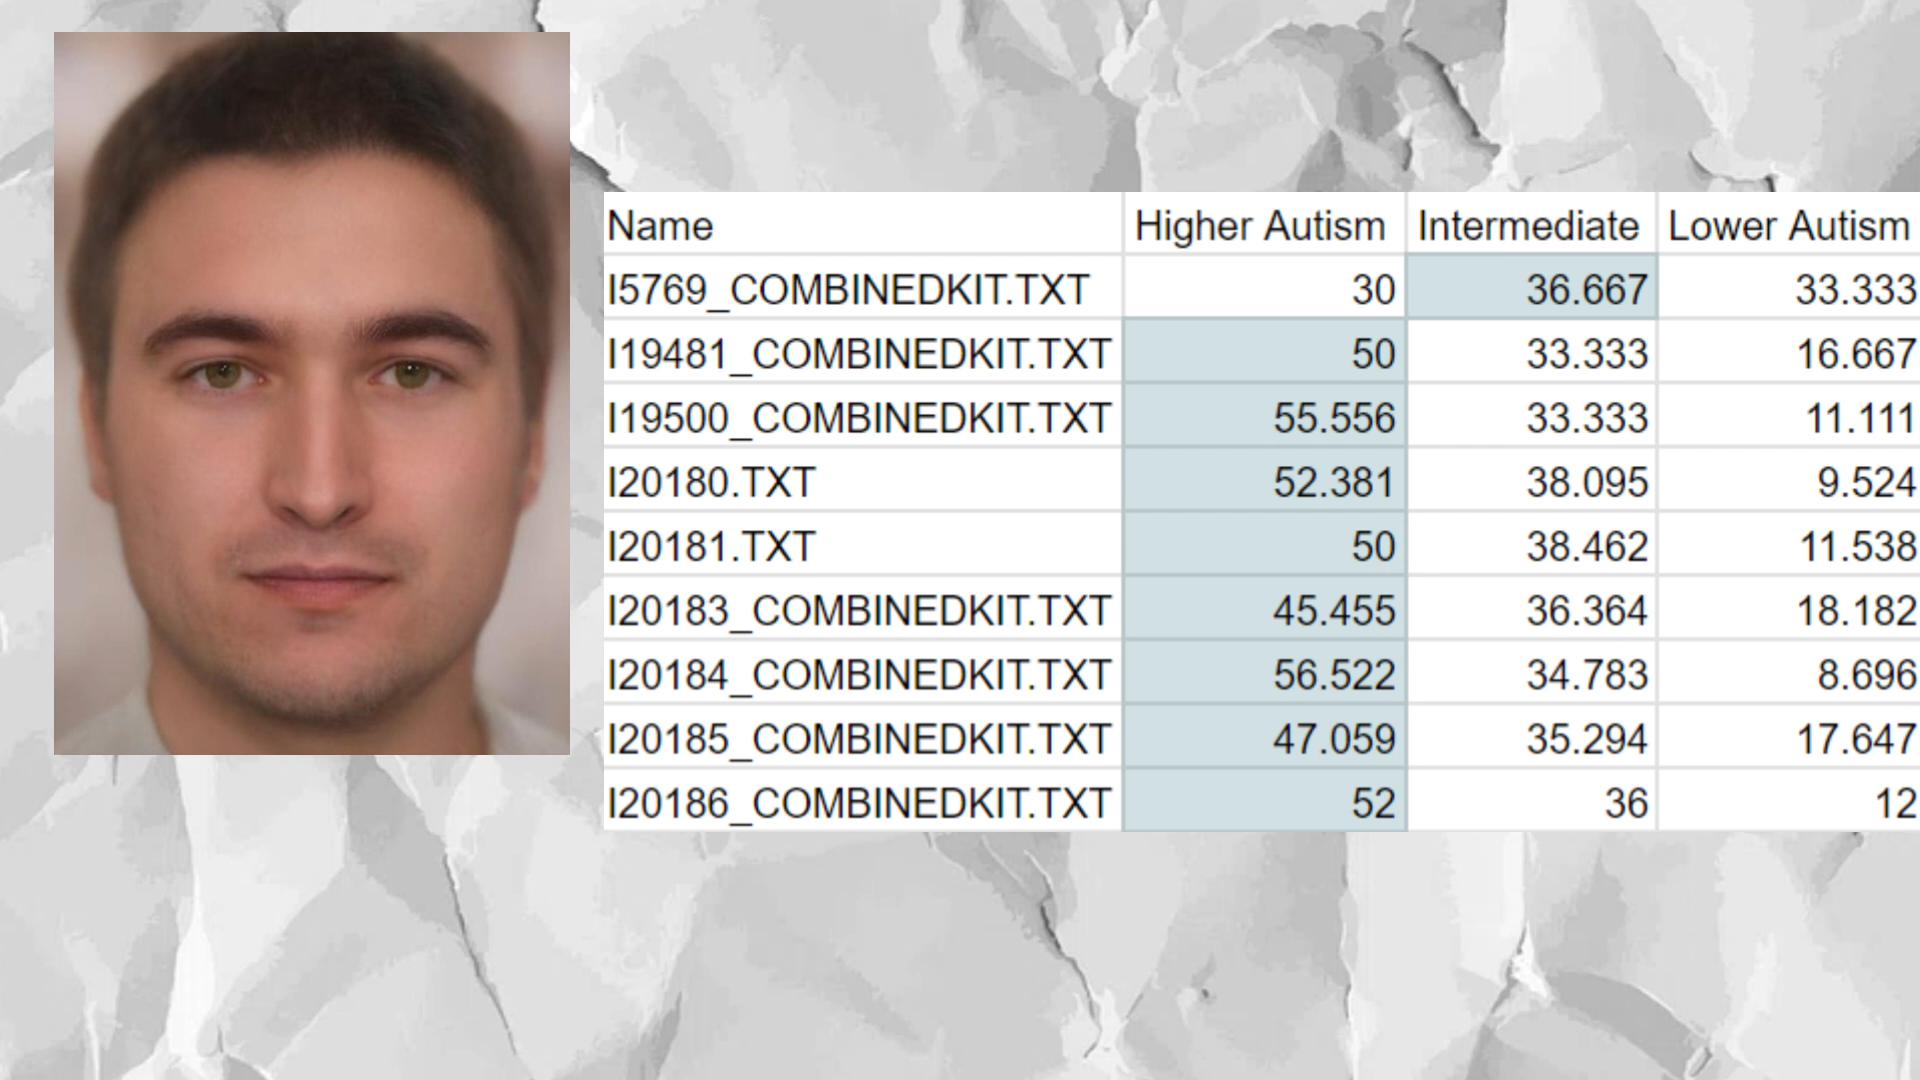 Name Higher Autism Intermediate Lower Autism
I5769_COMBINEDKIT.TXT 30 36.667 33.333
I19481_COMBINEDKIT.TXT 50 33.333 16.667
I19500_COMBINEDKIT.TXT 55.556 33.333 11.111
I20180.TXT 52.381 38.095 9.524
I20181.TXT 50 38.462 11.538
I20183_COMBINEDKIT.TXT 45.455 36.364 18.182
I20184_COMBINEDKIT.TXT 56.522 34.783 8.696
I20185_COMBINEDKIT.TXT 47.059 35.294 17.647
I20186_COMBINEDKIT.TXT 52 36 12